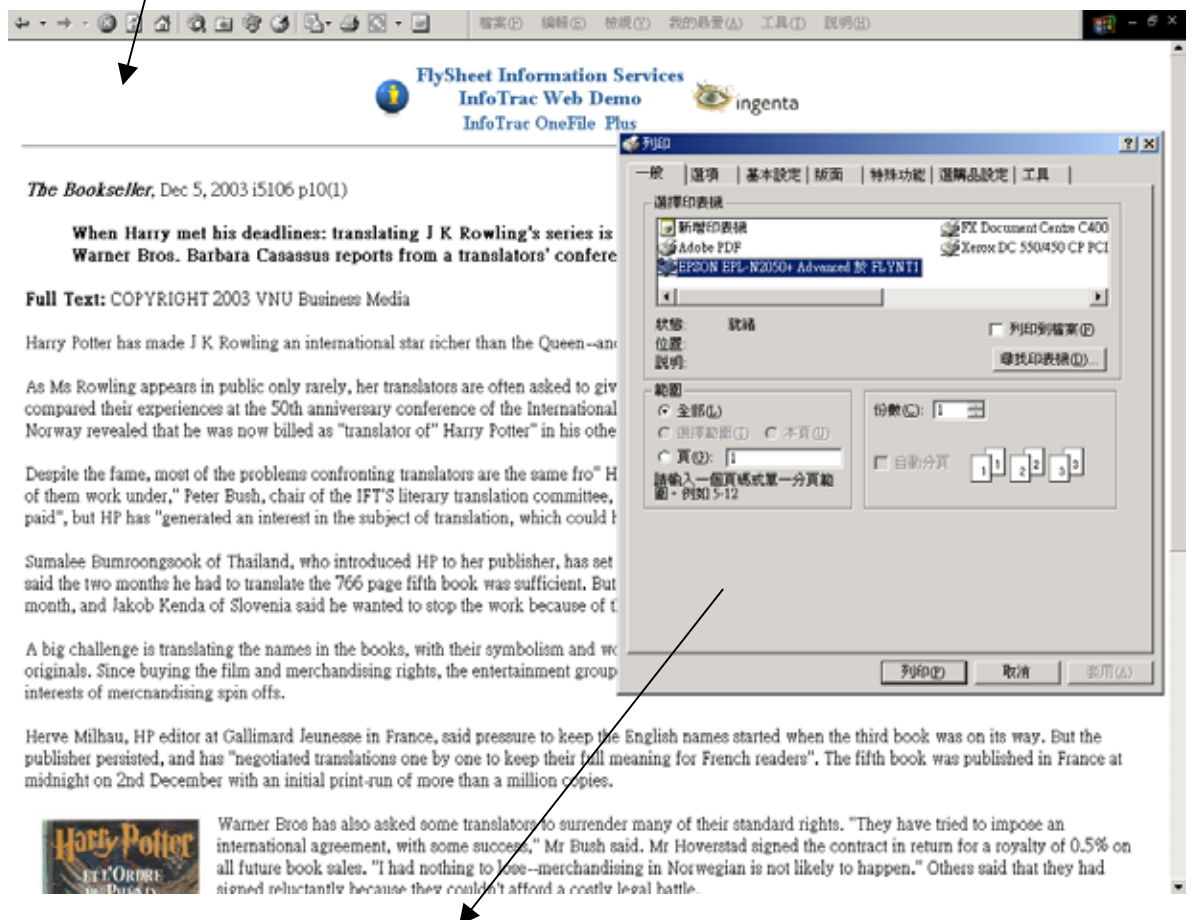 檔案(F) 編輯(E) 檢視(V) 我的最愛(A) 工具(T) 說明(H)
FlySheet Information Services
InfoTrac Web Demo
InfoTrac OneFile Plus
ingenta
The Bookseller, Dec 5, 2003 i5106 p10(1)
When Harry met his deadlines: translating J K Rowling's series is
Warner Bros. Barbara Casassus reports from a translators' confere
Full Text: COPYRIGHT 2003 VNU Business Media
Harry Potter has made J K Rowling an international star richer than the Queen--and
As Ms Rowling appears in public only rarely, her translators are often asked to giv
compared their experiences at the 50th anniversary conference of the International
Norway revealed that he was now billed as "translator of" Harry Potter" in his othe
Despite the fame, most of the problems confronting translators are the same fro" H
of them work under," Peter Bush, chair of the IFT'S literary translation committee,
paid", but HP has "generated an interest in the subject of translation, which could
Sumalee Bumroongsook of Thailand, who introduced HP to her publisher, has set
said the two months he had to translate the 766 page fifth book was sufficient. But
month, and Jakob Kenda of Slovenia said he wanted to stop the work because of
A big challenge is translating the names in the books, with their symbolism and wo
originals. Since buying the film and merchandising rights, the entertainment group
interests of mercnandising spin offs.
Herve Milhau, HP editor at Gallimard Jeunesse in France, said pressure to keep the English names started when the third book was on its way. But the
publisher persisted, and has "negotiated translations one by one to keep their full meaning for French readers". The fifth book was published in France at
midnight on 2nd December with an initial print-run of more than a million copies.
Harry Potter
ET L'ORDRE
DU PHENIX
Warner Bros has also asked some translators to surrender many of their standard rights. "They have tried to impose an
international agreement, with some success," Mr Bush said. Mr Hoverstad signed the contract in return for a royalty of 0.5% on
all future book sales. "I had nothing to lose--merchandising in Norwegian is not likely to happen." Others said that they had
signed reluctantly because they couldn't afford a costly legal battle.
列印
一般 選項 基本設定 版面 特殊功能 選購品設定 工具
選擇印表機
新增印表機
Adobe PDF
EPSON EPL-N2050+ Advanced 於 FLYNT1
FX Document Centre C400
Xerox DC 550/450 CP PCI
狀態: 就緒
位置:
說明:
列印到檔案(F)
尋找印表機(D)...
範圍
全部(L)
選擇範圍(T) 本頁(U)
頁(G): 1
請輸入一個頁碼或單一分頁範
圍。例如 5-12
份數(C): 1
自動分頁
1 1 2 2 3 3
列印(P) 取消 套用(A)